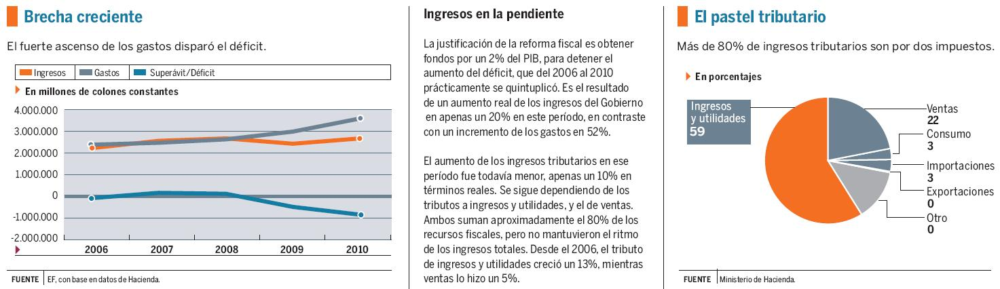 Brecha creciente
El fuerte ascenso de los gastos disparó el déficit.
Ingresos Gastos Superávit/Déficit
En millones de colones constantes
4.000.000
3.000.000
2.000.000
1.000.000
0
-1.000.000
-2.000.000
2006 2007 2008 2009 2010
FUENTE EF, con base en datos de Hacienda.
Ingresos en la pendiente
La justificación de la reforma fiscal es obtener
fondos por un 2% del PIB, para detener el
aumento del déficit, que del 2006 al 2010
prácticamente se quintuplicó. Es el resultado
de un aumento real de los ingresos del Gobierno
en apenas un 20% en este período, en contraste
con un incremento de los gastos en 52%.
El aumento de los ingresos tributarios en ese
período fue todavía menor, apenas un 10% en
términos reales. Se sigue dependiendo de los
tributos a ingresos y utilidades, y el de ventas.
Ambos suman aproximadamente el 80% de los
recursos fiscales, pero no mantuvieron el ritmo
de los ingresos totales. Desde el 2006, el tributo
de ingresos y utilidades creció un 13%, mientras
ventas lo hizo un 5%.
El pastel tributario
Más de 80% de ingresos tributarios son por dos impuestos.
En porcentajes
Ingresos
y utilidades
59
Ventas
22
Consumo
3
Importaciones
3
Exportaciones
0
Otro
0
FUENTE Ministerio de Hacienda.